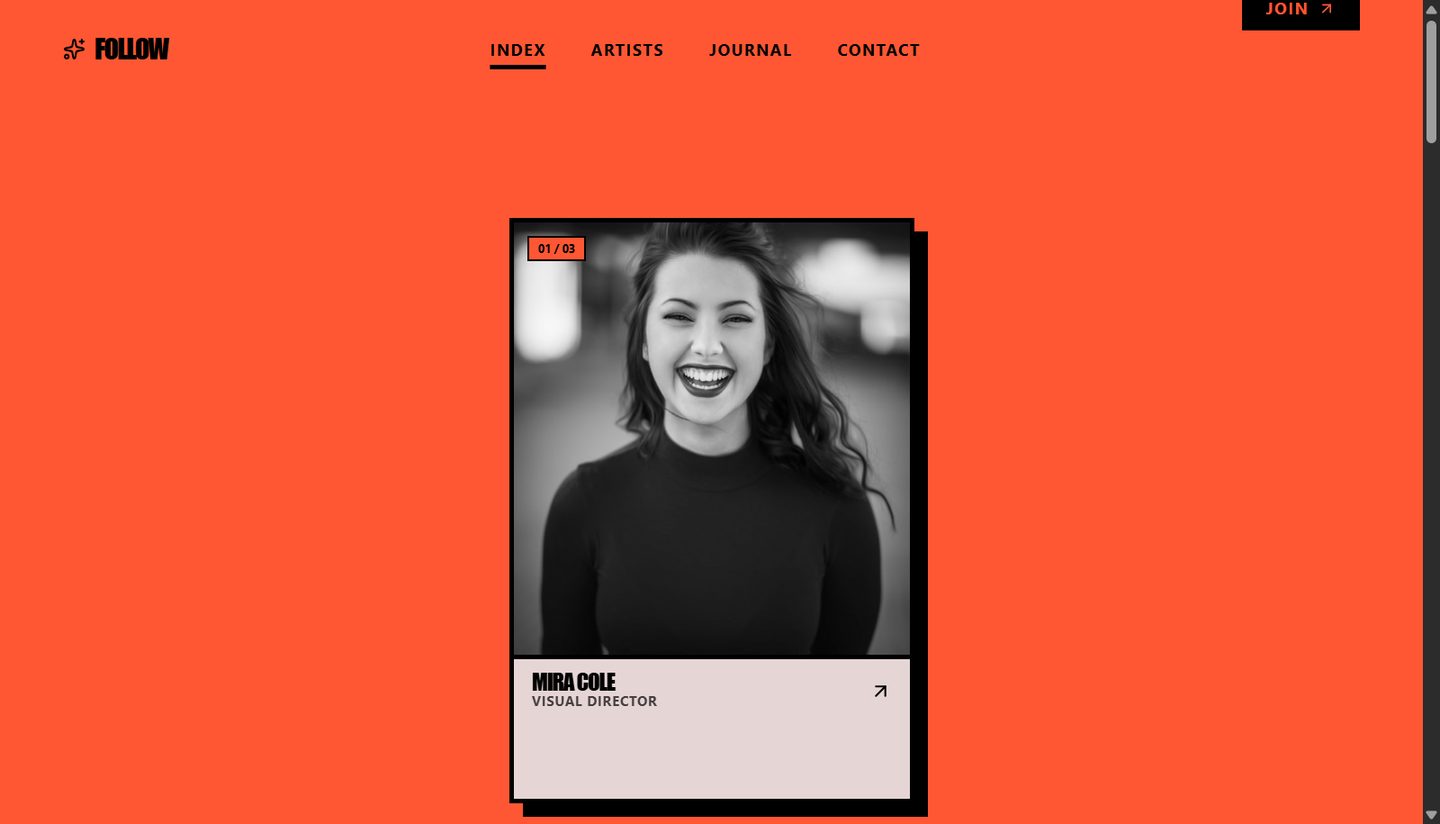 JOIN
FOLLOW
INDEX ARTISTS JOURNAL CONTACT
01 / 03
MIRA COLE
VISUAL DIRECTOR